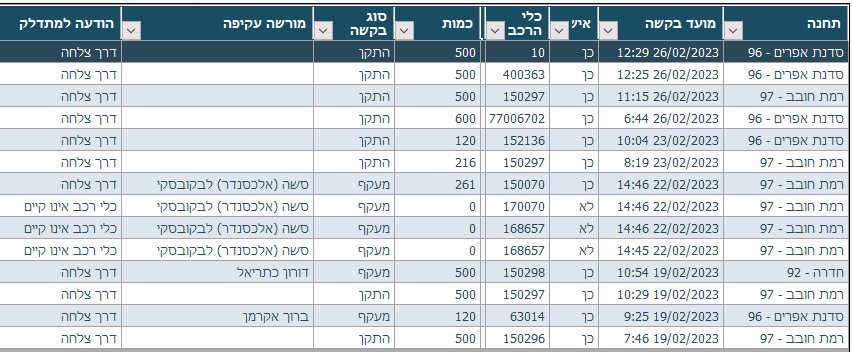 תחנה מועד בקשה איש כלי הרכב כמות סוג בקשה מורשה עקיפה הודעה למתדלק
סדנת אפרים - 96 26/02/2023 12:29 כן 10 500 התקן דרך צלחה
סדנת אפרים - 96 26/02/2023 12:25 כן 400363 500 התקן דרך צלחה
רמת חובב - 97 26/02/2023 11:15 כן 150297 500 התקן דרך צלחה
סדנת אפרים - 96 26/02/2023 6:44 כן 77006702 600 התקן דרך צלחה
סדנת אפרים - 96 23/02/2023 10:04 כן 152136 120 התקן דרך צלחה
רמת חובב - 97 23/02/2023 8:19 כן 150297 216 התקן דרך צלחה
רמת חובב - 97 22/02/2023 14:46 כן 150070 261 מעקף סשה (אלכסנדר) לבקובסקי דרך צלחה
רמת חובב - 97 22/02/2023 14:46 לא 170070 0 מעקף סשה (אלכסנדר) לבקובסקי כלי רכב אינו קיים
רמת חובב - 97 22/02/2023 14:46 לא 168657 0 מעקף סשה (אלכסנדר) לבקובסקי כלי רכב אינו קיים
רמת חובב - 97 22/02/2023 14:45 לא 168657 0 מעקף סשה (אלכסנדר) לבקובסקי כלי רכב אינו קיים
חדרה - 92 19/02/2023 10:54 כן 150298 500 מעקף דורון כתריאל דרך צלחה
רמת חובב - 97 19/02/2023 10:29 כן 150297 500 התקן דרך צלחה
סדנת אפרים - 96 19/02/2023 9:25 כן 63014 120 מעקף ברוך אקרמן דרך צלחה
רמת חובב - 97 19/02/2023 7:46 כן 150296 500 התקן דרך צלחה